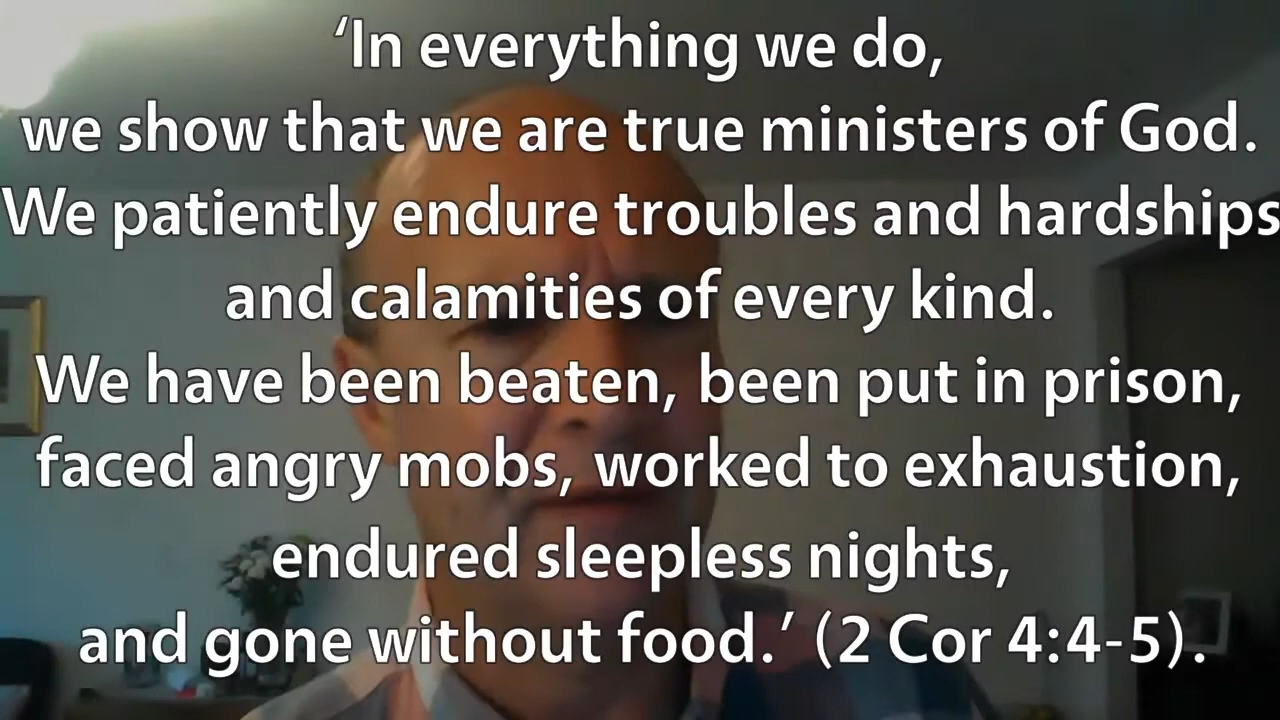 ‘In everything we do,
we show that we are true ministers of God.
We patiently endure troubles and hardships
and calamities of every kind.
We have been beaten, been put in prison,
faced angry mobs, worked to exhaustion,
endured sleepless nights,
and gone without food.’ (2 Cor 4:4-5).